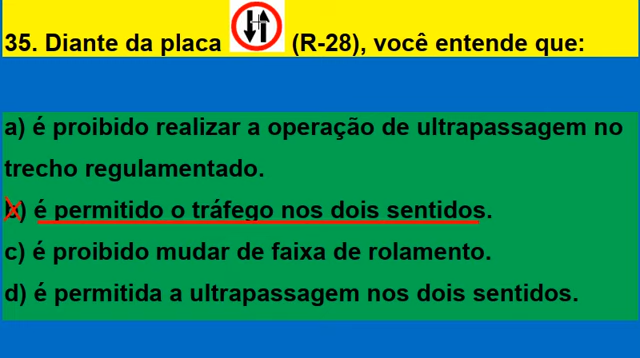 35. Diante da placa (R-28), você entende que:
a) é proibido realizar a operação de ultrapassagem no
trecho regulamentado.
b) é permitido o tráfego nos dois sentidos.
c) é proibido mudar de faixa de rolamento.
d) é permitida a ultrapassagem nos dois sentidos.